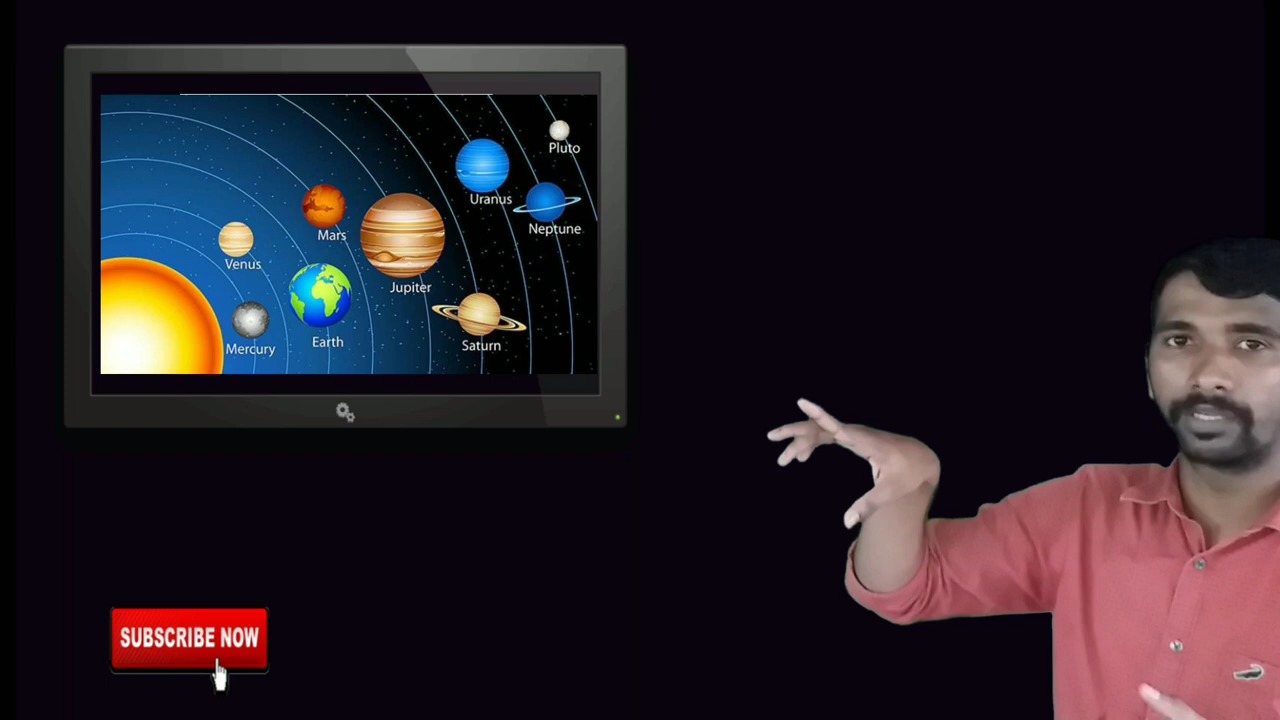 Pluto
Uranus
Neptune
Mars
Venus
Jupiter
Earth
Saturn
Mercury
SUBSCRIBE NOW